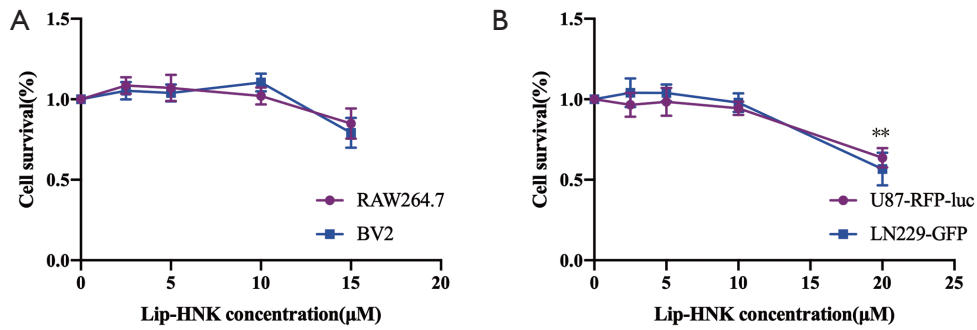 A
1.5
1.0
0.5
0.0
Cell survival(%)
RAW264.7
BV2
0
5
10
15
20
Lip-HNK concentration(μM)
B
1.5
1.0
0.5
0.0
Cell survival(%)
**
U87-RFP-luc
LN229-GFP
0
5
10
15
20
25
Lip-HNK concentration(μM)